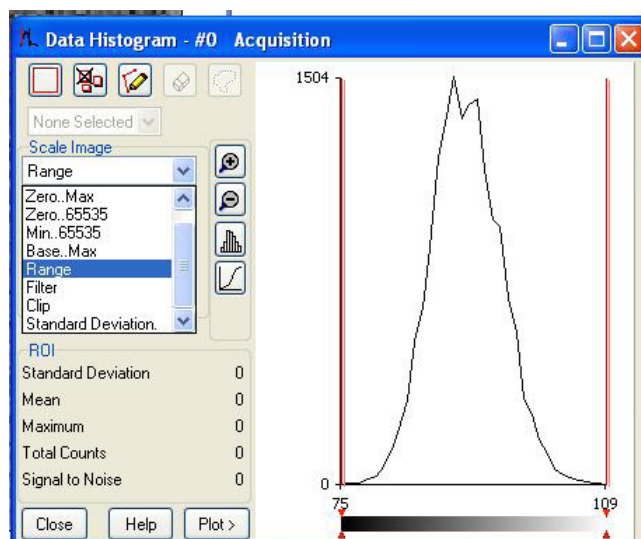 Data Histogram - #0 Acquisition
None Selected
Scale Image
Range
Zero..Max
Zero..65535
Min..65535
Base..Max
Range
Filter
Clip
Standard Deviation.
ROI
Standard Deviation 0
Mean 0
Maximum 0
Total Counts 0
Signal to Noise 0
Close Help Plot >
1504
0
75 109